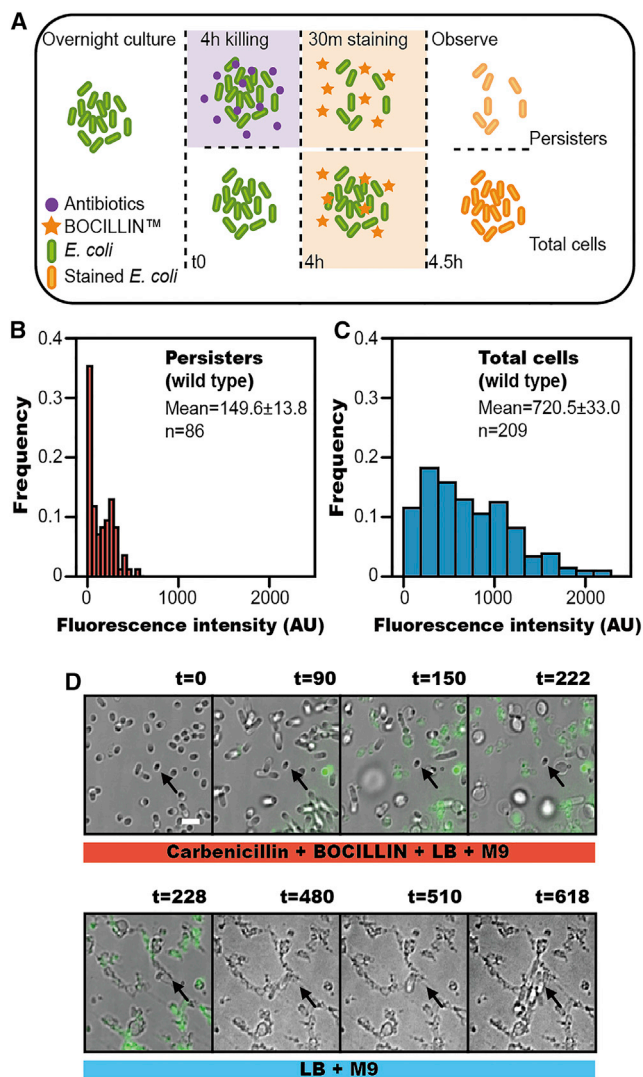 A
Overnight culture
4h killing
30m staining
Observe
Persisters
Antibiotics
BOCILLIN™
E. coli
Stained E. coli
Total cells
t0
4h
4.5h
B
Persisters
(wild type)
Mean=149.6±13.8
n=86
Frequency
0.4
0.3
0.2
0.1
0
0
1000
2000
Fluorescence intensity (AU)
C
Total cells
(wild type)
Mean=720.5±33.0
n=209
Frequency
0.4
0.3
0.2
0.1
0
0
1000
2000
Fluorescence intensity (AU)
D
t=0
t=90
t=150
t=222
Carbenicillin + BOCILLIN + LB + M9
t=228
t=480
t=510
t=618
LB + M9